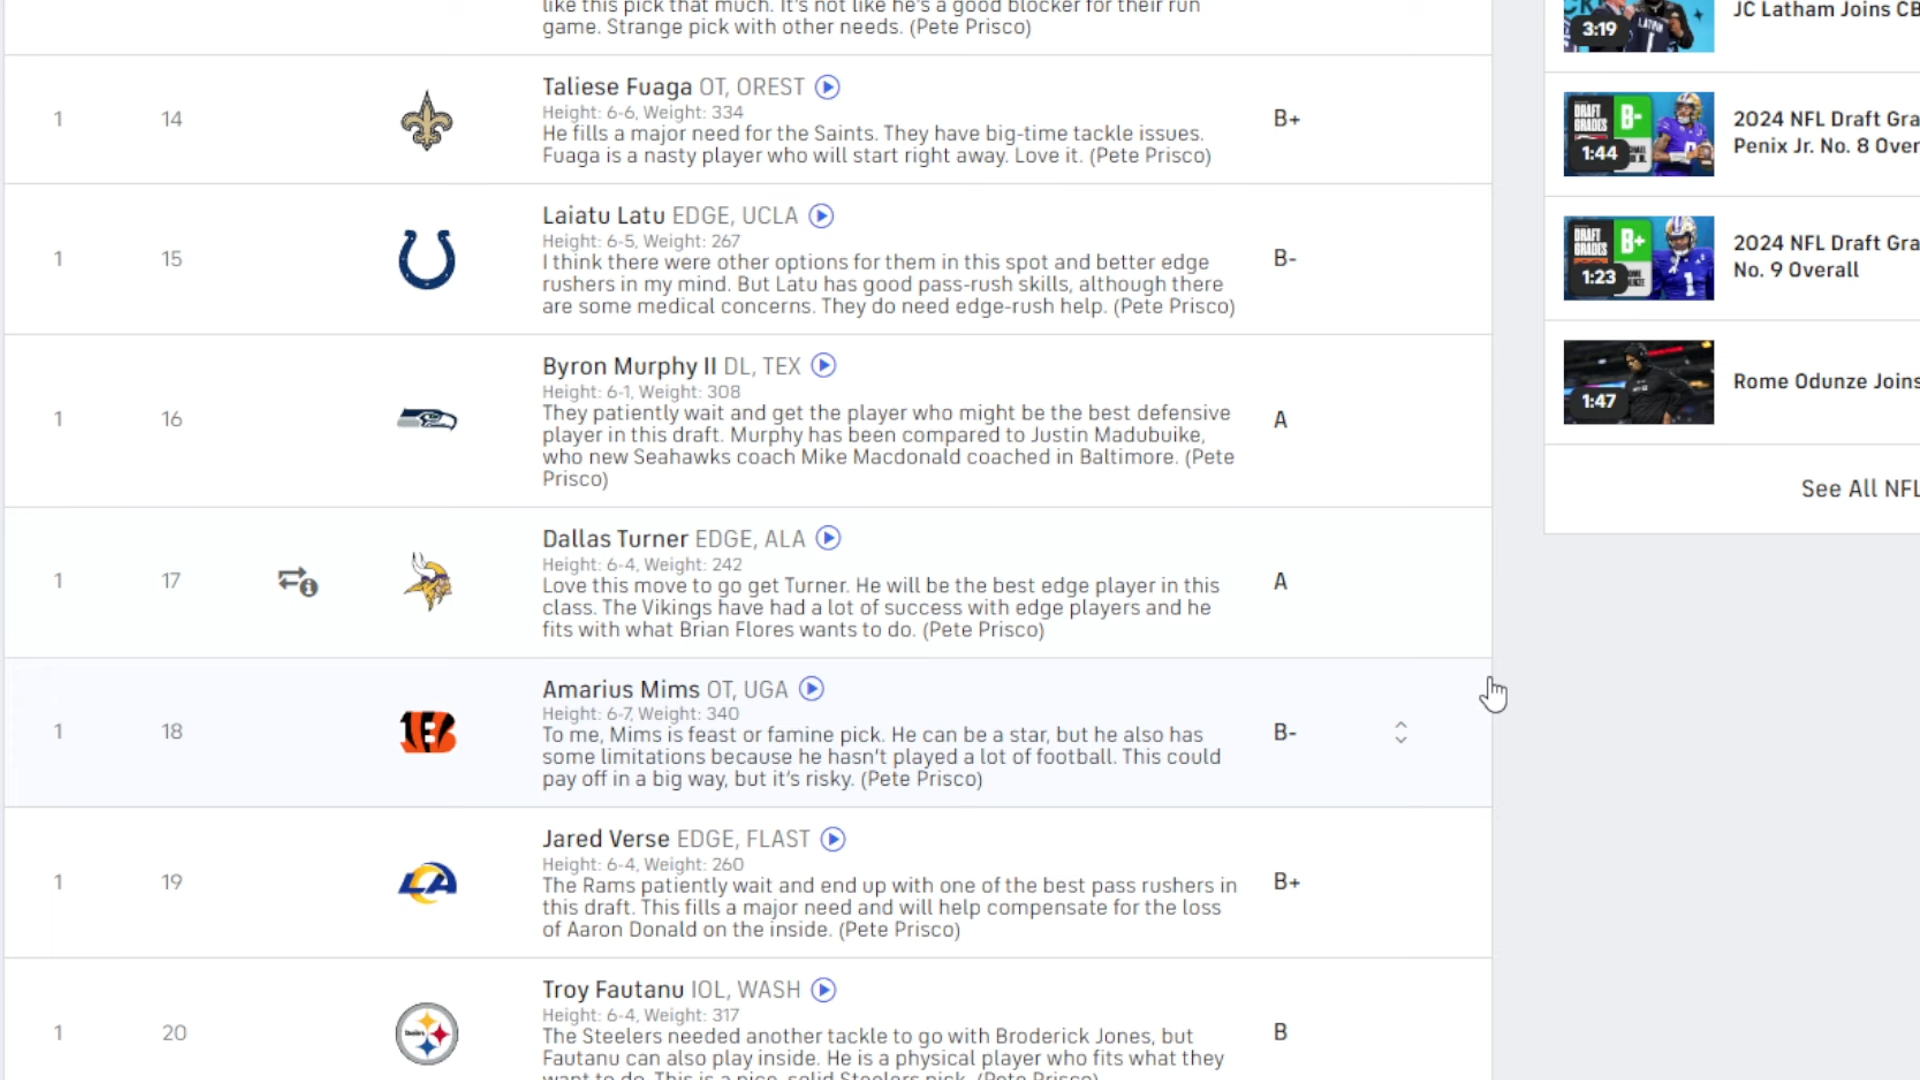 like this pick that much. It's not like he's a good blocker for their run
game. Strange pick with other needs. (Pete Prisco)
1 14
Taliese Fuaga OT, OREST
Height: 6-6, Weight: 334
He fills a major need for the Saints. They have big-time tackle issues.
Fuaga is a nasty player who will start right away. Love it. (Pete Prisco)
B+
1 15
Laiatu Latu EDGE, UCLA
Height: 6-5, Weight: 267
I think there were other options for them in this spot and better edge
rushers in my mind. But Latu has good pass-rush skills, although there
are some medical concerns. They do need edge-rush help. (Pete Prisco)
B-
1 16
Byron Murphy II DL, TEX
Height: 6-1, Weight: 308
They patiently wait and get the player who might be the best defensive
player in this draft. Murphy has been compared to Justin Madubuike,
who new Seahawks coach Mike Macdonald coached in Baltimore. (Pete
Prisco)
A
1 17
Dallas Turner EDGE, ALA
Height: 6-4, Weight: 242
Love this move to go get Turner. He will be the best edge player in this
class. The Vikings have had a lot of success with edge players and he
fits with what Brian Flores wants to do. (Pete Prisco)
A
1 18
Amarius Mims OT, UGA
Height: 6-7, Weight: 340
To me, Mims is feast or famine pick. He can be a star, but he also has
some limitations because he hasn't played a lot of football. This could
pay off in a big way, but it's risky. (Pete Prisco)
B-
1 19
Jared Verse EDGE, FLAST
Height: 6-4, Weight: 260
The Rams patiently wait and end up with one of the best pass rushers in
this draft. This fills a major need and will help compensate for the loss
of Aaron Donald on the inside. (Pete Prisco)
B+
1 20
Troy Fautanu IOL, WASH
Height: 6-4, Weight: 317
The Steelers needed another tackle to go with Broderick Jones, but
Fautanu can also play inside. He is a physical player who fits what they
want to do. This is a nice, solid Steelers pick. (Pete Prisco)
B
Steelers
LA
3:19
JC Latham Joins CB
DRAFT
GRADES
B-
1:44
2024 NFL Draft Gra
Penix Jr. No. 8 Over
DRAFT
GRADES
B+
1:23
2024 NFL Draft Gra
No. 9 Overall
1:47
Rome Odunze Joins
See All NFL